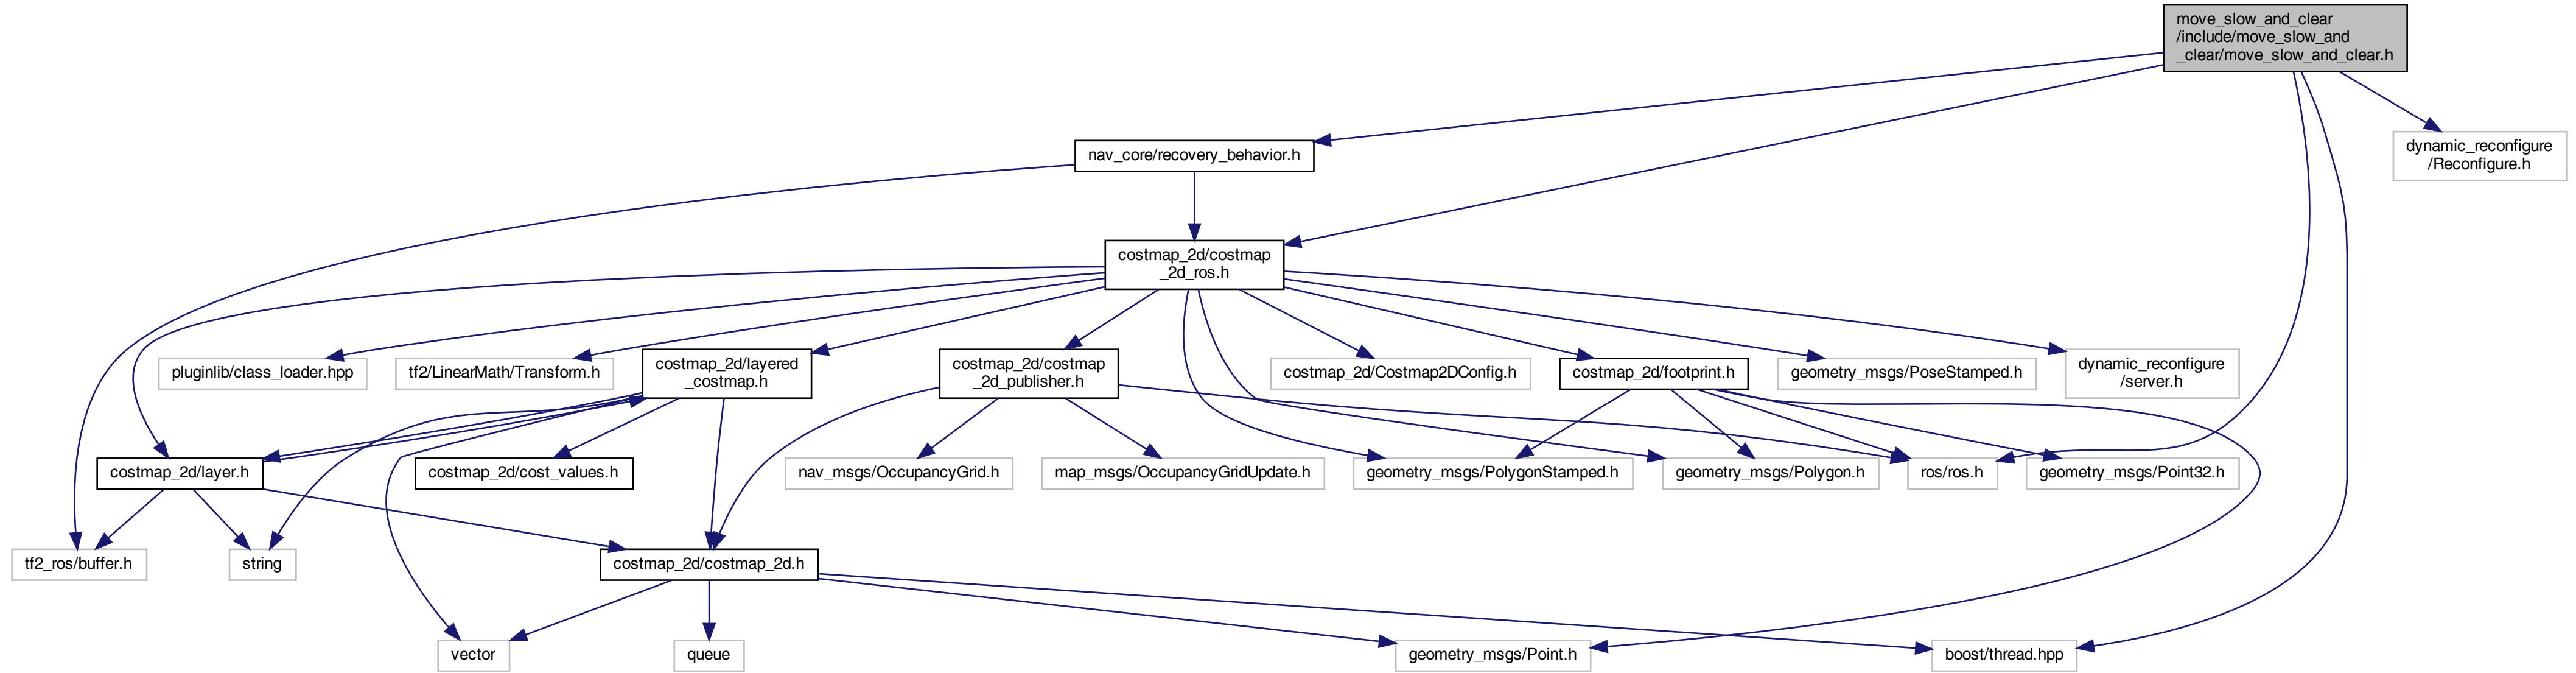 move_slow_and_clear
/include/move_slow_and
_clear/move_slow_and_clear.h
nav_core/recovery_behavior.h
dynamic_reconfigure
/Reconfigure.h
costmap_2d/costmap
_2d_ros.h
pluginlib/class_loader.hpp
tf2/LinearMath/Transform.h
costmap_2d/layered
_costmap.h
costmap_2d/costmap
_2d_publisher.h
costmap_2d/Costmap2DConfig.h
costmap_2d/footprint.h
geometry_msgs/PoseStamped.h
dynamic_reconfigure
/server.h
costmap_2d/layer.h
costmap_2d/cost_values.h
nav_msgs/OccupancyGrid.h
map_msgs/OccupancyGridUpdate.h
geometry_msgs/PolygonStamped.h
geometry_msgs/Polygon.h
ros/ros.h
geometry_msgs/Point32.h
tf2_ros/buffer.h
string
costmap_2d/costmap_2d.h
vector
queue
geometry_msgs/Point.h
boost/thread.hpp